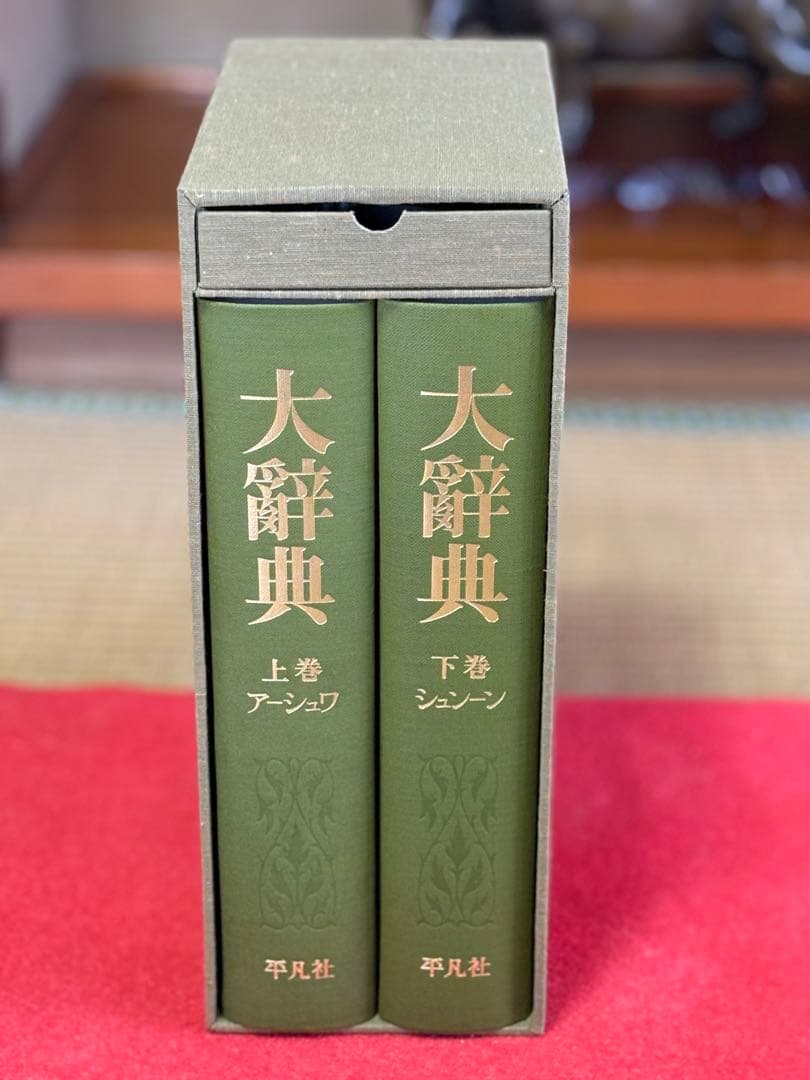 大辭典
上巻
アーシュワ
平凡社
大辭典
下巻
シュンーン
平凡社